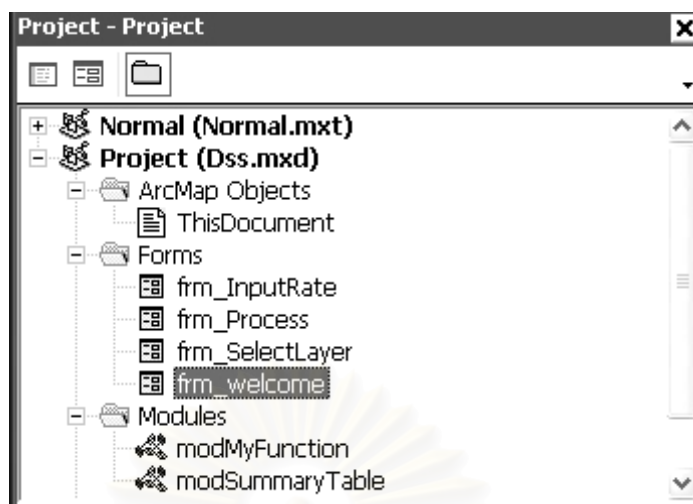 Project - Project
Normal (Normal.mxt)
Project (Dss.mxd)
ArcMap Objects
ThisDocument
Forms
frm_InputRate
frm_Process
frm_SelectLayer
frm_welcome
Modules
modMyFunction
modSummaryTable